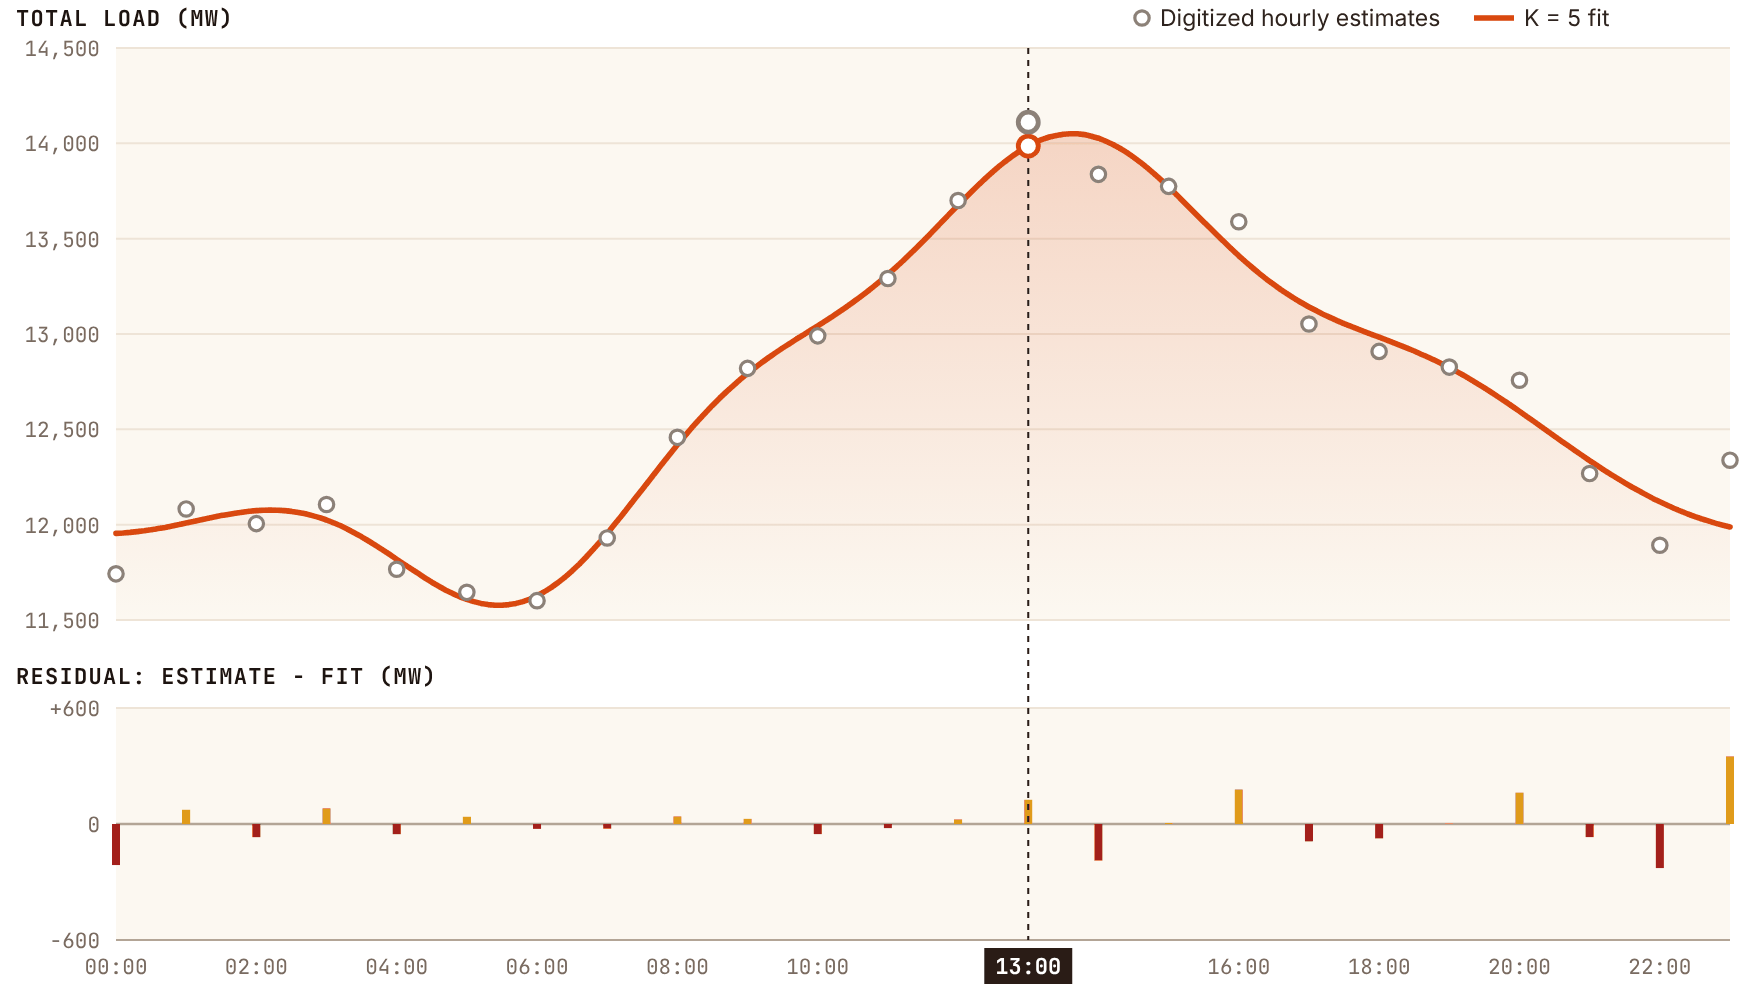 TOTAL LOAD (MW)
Digitized hourly estimates
K = 5 fit
14,500
14,000
13,500
13,000
12,500
12,000
11,500
RESIDUAL: ESTIMATE - FIT (MW)
+600
0
-600
00:00 02:00 04:00 06:00 08:00 10:00 13:00 16:00 18:00 20:00 22:00